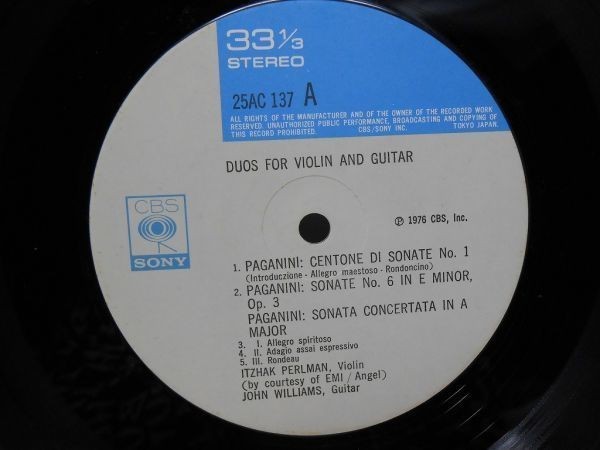 33 1/3
STEREO
25AC 137 A
ALL RIGHTS OF THE MANUFACTURER AND OF THE OWNER OF THE RECORDED WORK
RESERVED. UNAUTHORIZED PUBLIC PERFORMANCE, BROADCASTING AND COPYING OF
THIS RECORD PROHIBITED. CBS/SONY INC. TOKYO JAPAN.
DUOS FOR VIOLIN AND GUITAR
CBS
SONY
℗ 1976 CBS, Inc.
1. PAGANINI: CENTONE DI SONATE No. 1
(Introduczione - Allegro maestoso - Rondoncino)
2. PAGANINI: SONATE No. 6 IN E MINOR,
Op. 3
PAGANINI: SONATA CONCERTATA IN A
MAJOR
3. I. Allegro spiritoso
4. II. Adagio assai espressivo
5. III. Rondeau
ITZHAK PERLMAN, Violin
(by courtesy of EMI / Angel)
JOHN WILLIAMS, Guitar